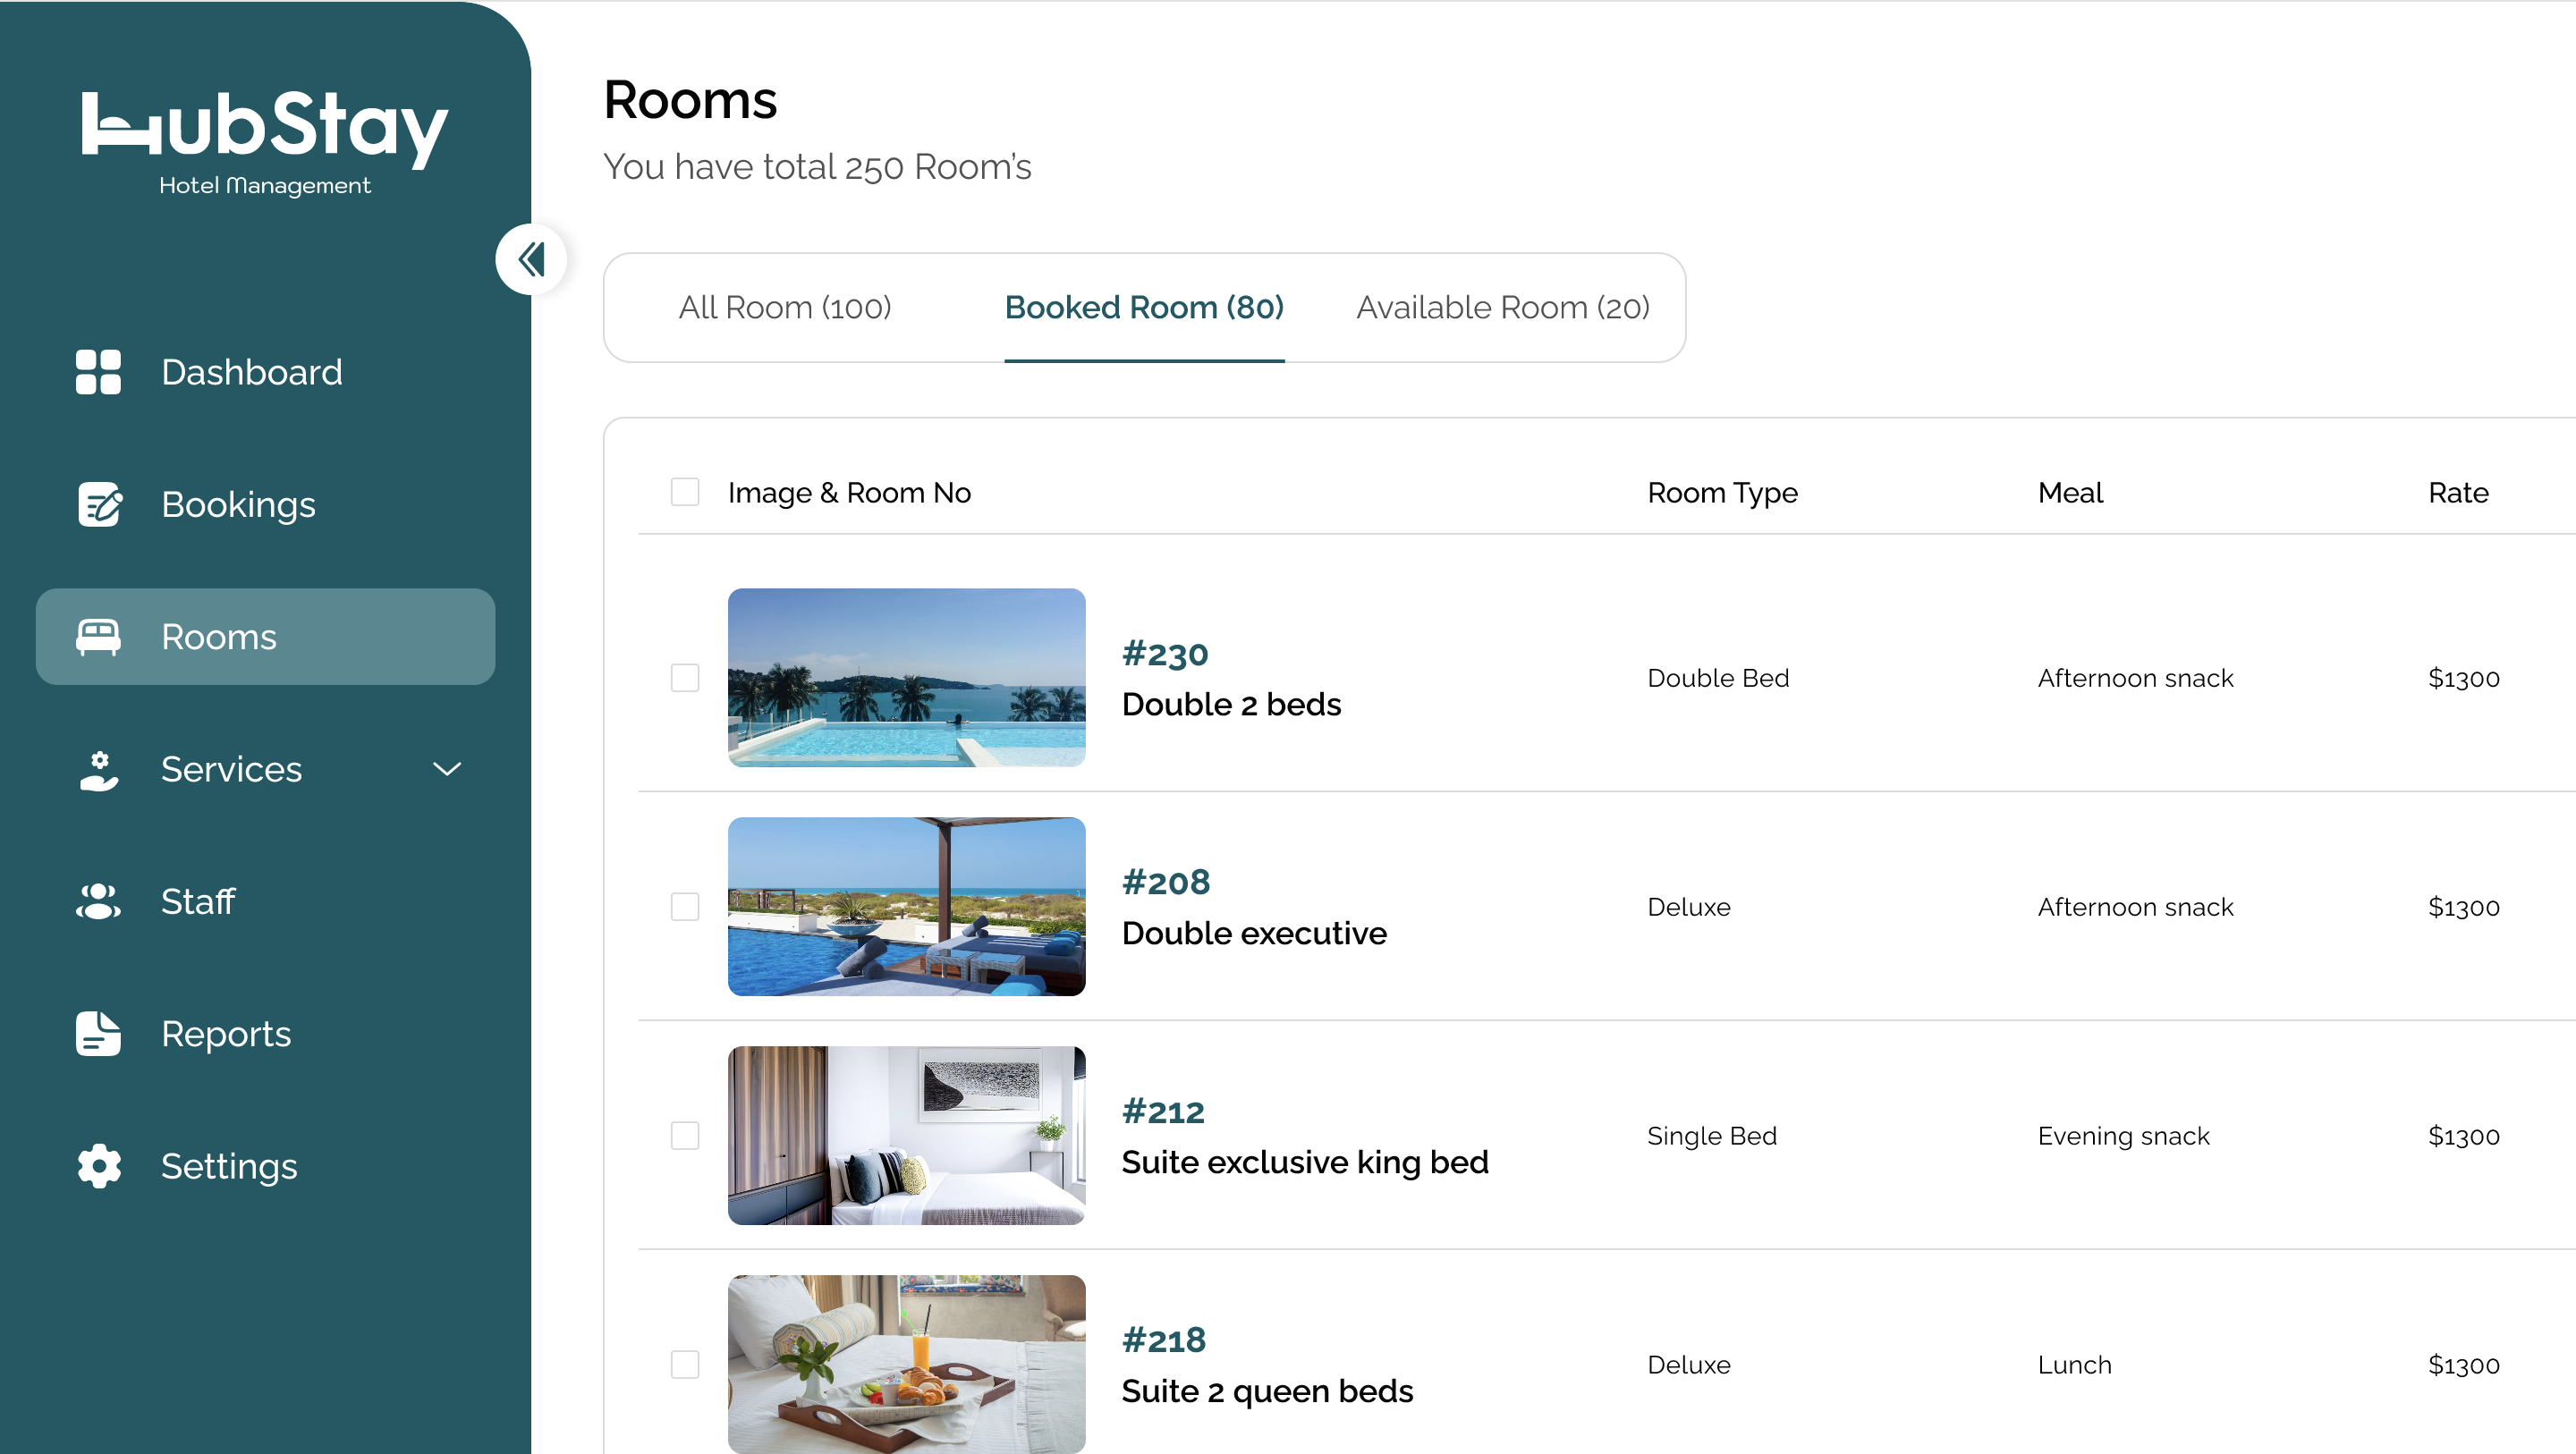 HubStay
Hotel Management
Dashboard
Bookings
Rooms
Services
Staff
Reports
Settings
Rooms
You have total 250 Room’s
All Room (100) Booked Room (80) Available Room (20)
Image & Room No Room Type Meal Rate
#230
Double 2 beds
Double Bed Afternoon snack $1300
#208
Double executive
Deluxe Afternoon snack $1300
#212
Suite exclusive king bed
Single Bed Evening snack $1300
#218
Suite 2 queen beds
Deluxe Lunch $1300